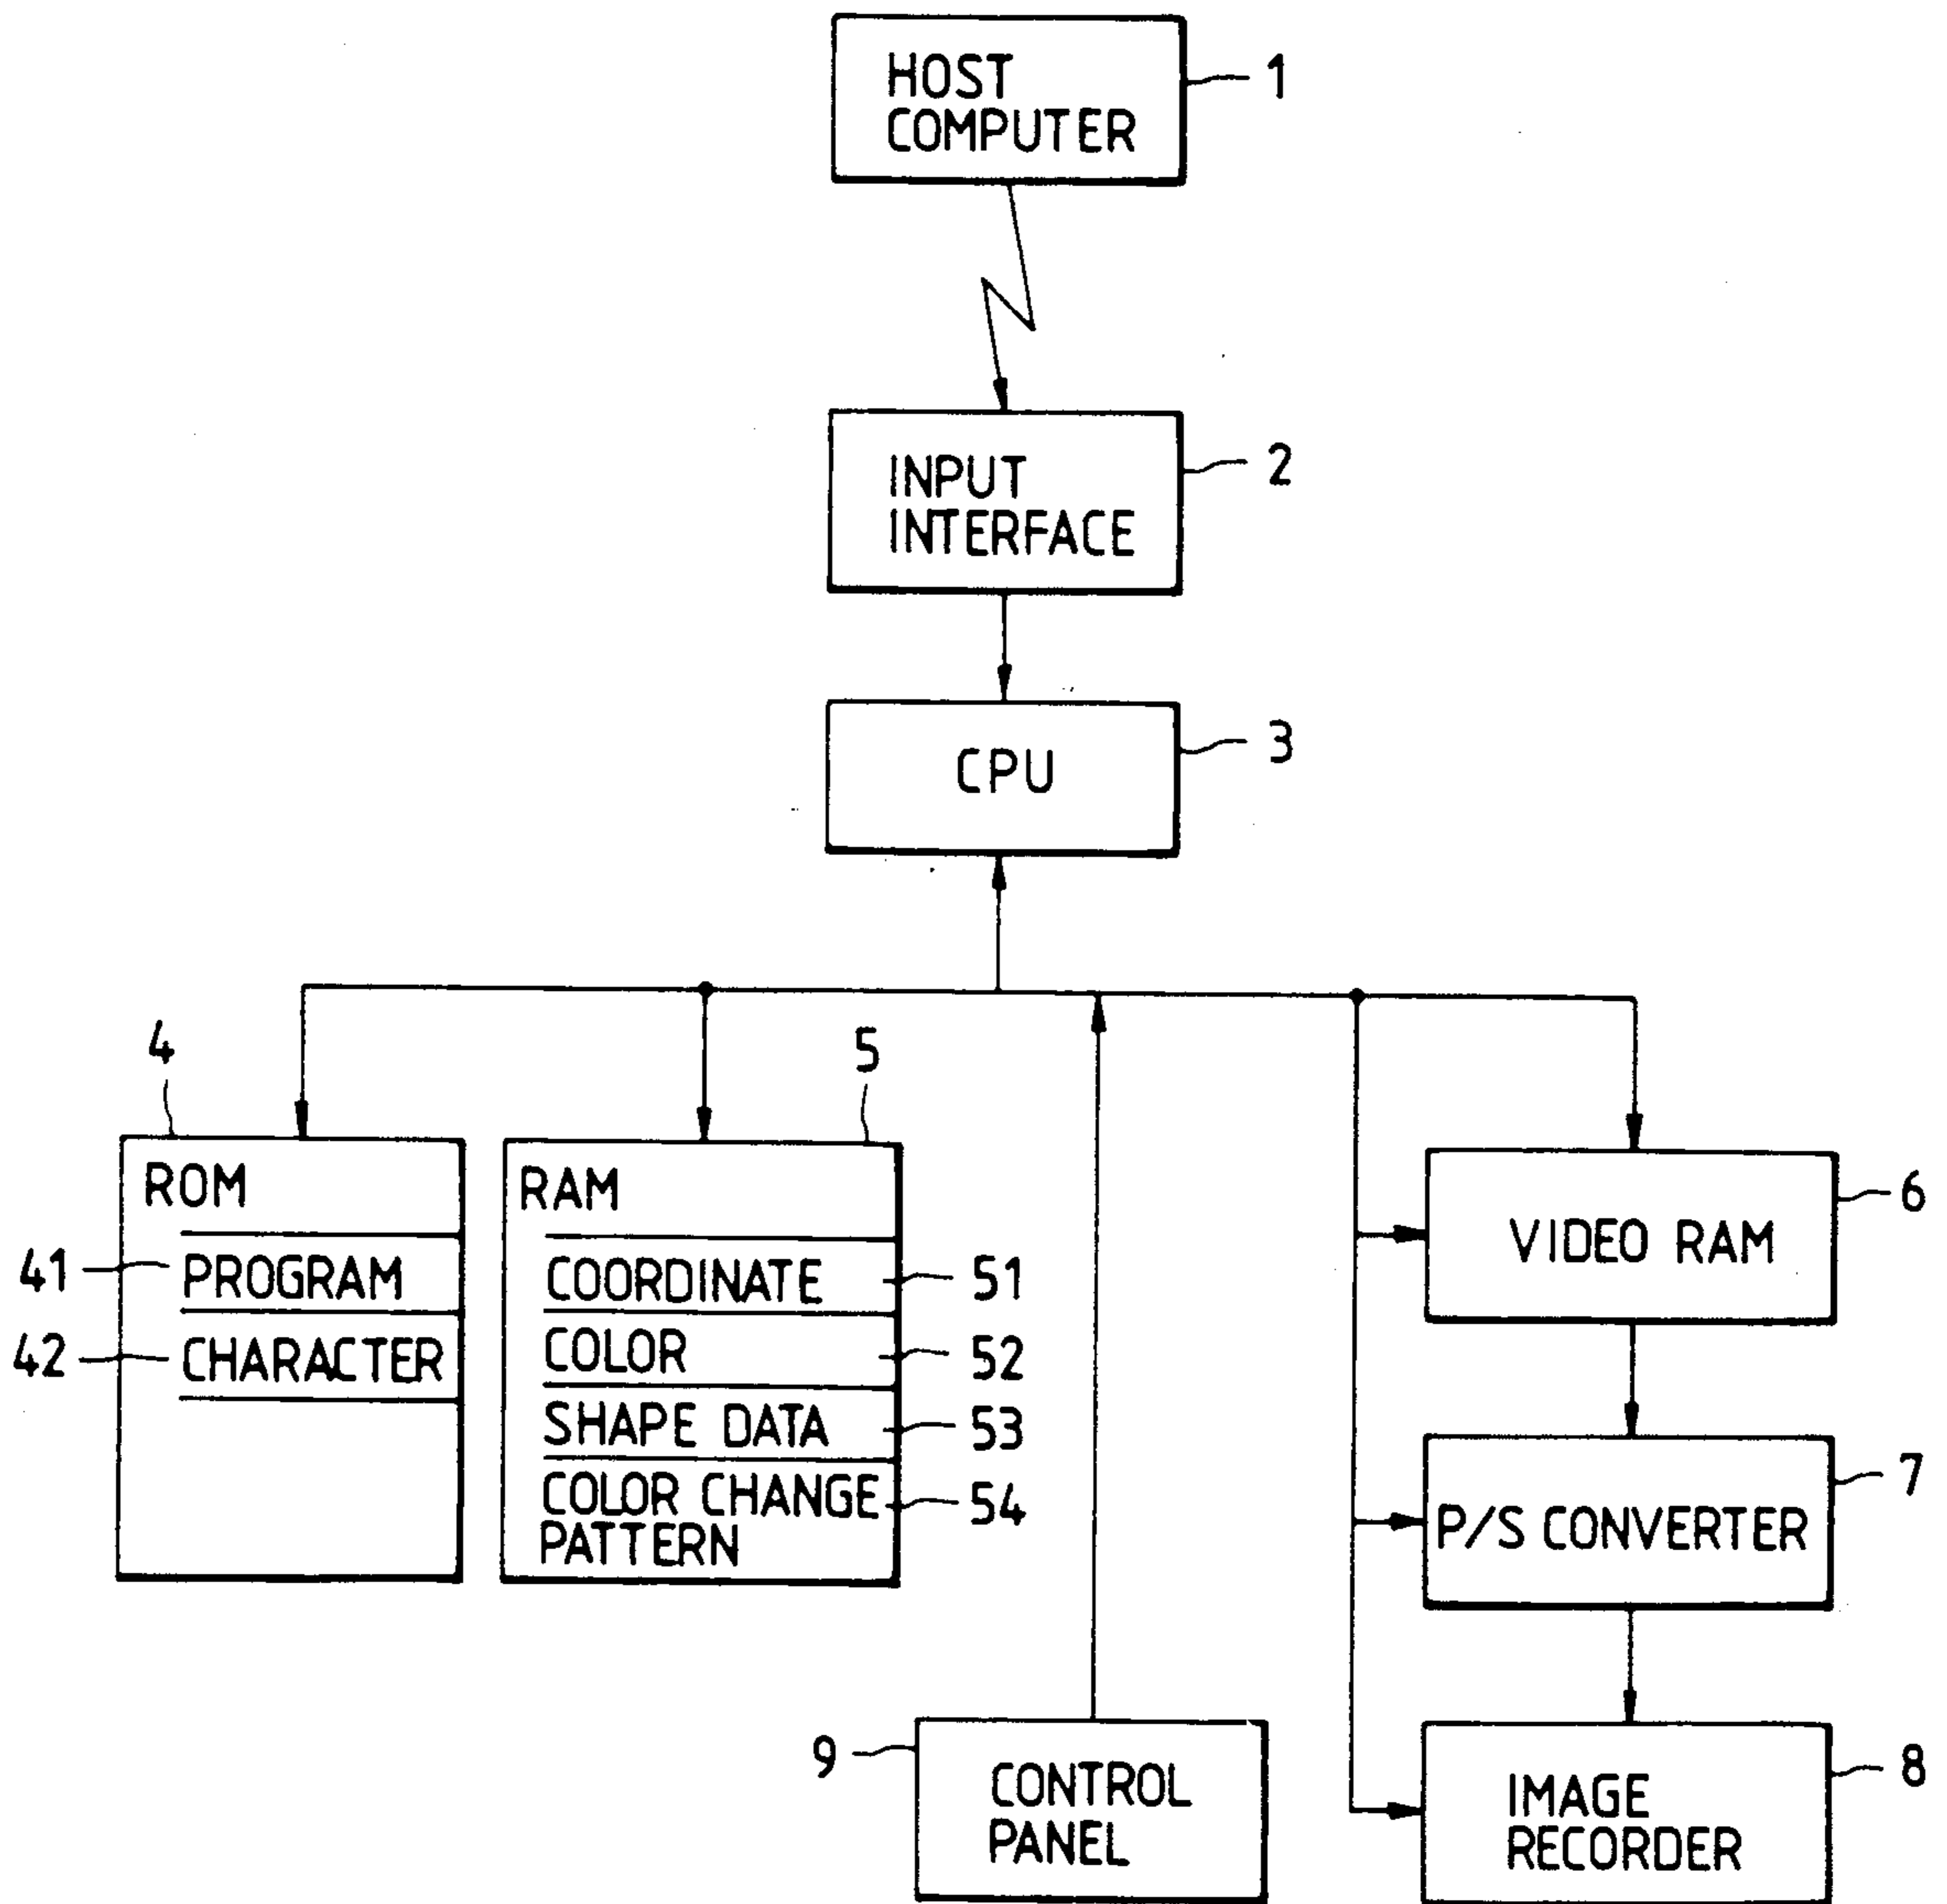 HOST
COMPUTER
1
INPUT
INTERFACE
2
CPU
3
4
5
ROM
41
PROGRAM
42
CHARACTER
RAM
COORDINATE
51
COLOR
52
SHAPE DATA
53
COLOR CHANGE
PATTERN
54
VIDEO RAM
6
P/S CONVERTER
7
9
CONTROL
PANEL
IMAGE
RECORDER
8